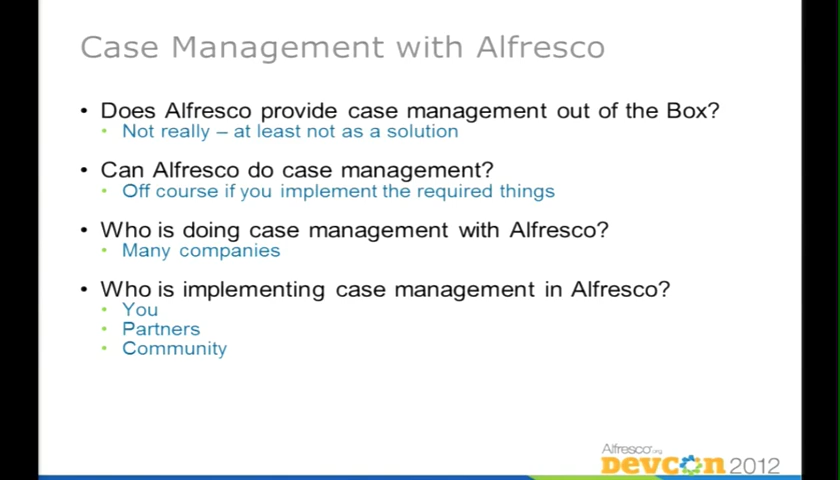 Case Management with Alfresco
• Does Alfresco provide case management out of the Box?
• Not really – at least not as a solution
• Can Alfresco do case management?
• Off course if you implement the required things
• Who is doing case management with Alfresco?
• Many companies
• Who is implementing case management in Alfresco?
• You
• Partners
• Community
Alfresco.org
DEVCON 2012